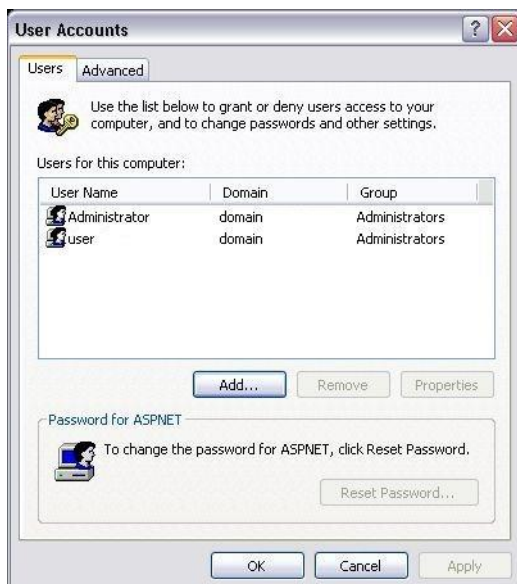 User Accounts
Users Advanced
Use the list below to grant or deny users access to your
computer, and to change passwords and other settings.
Users for this computer:
User Name Domain Group
Administrator domain Administrators
user domain Administrators
Add... Remove Properties
Password for ASPNET
To change the password for ASPNET, click Reset Password.
Reset Password...
OK Cancel Apply